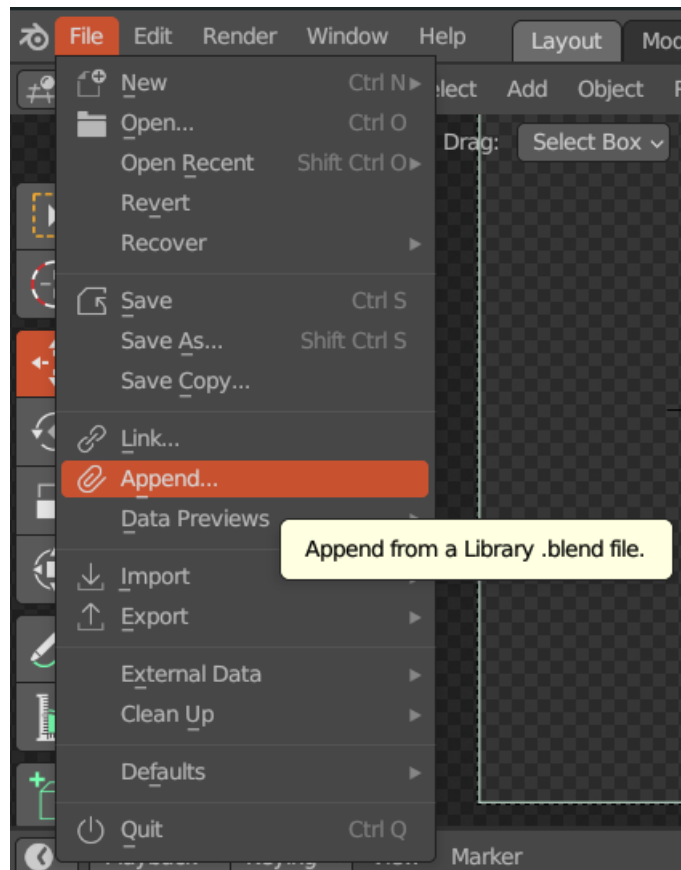 File Edit Render Window Help Layout
New Ctrl N
Add Object
Open... Ctrl O
Drag: Select Box
Open Recent Shift Ctrl O
Revert
Recover
Save Ctrl S
Save As... Shift Ctrl S
Save Copy...
Link...
Append...
Data Previews
Append from a Library .blend file.
Import
Export
External Data
Clean Up
Defaults
Quit Ctrl Q
Marker